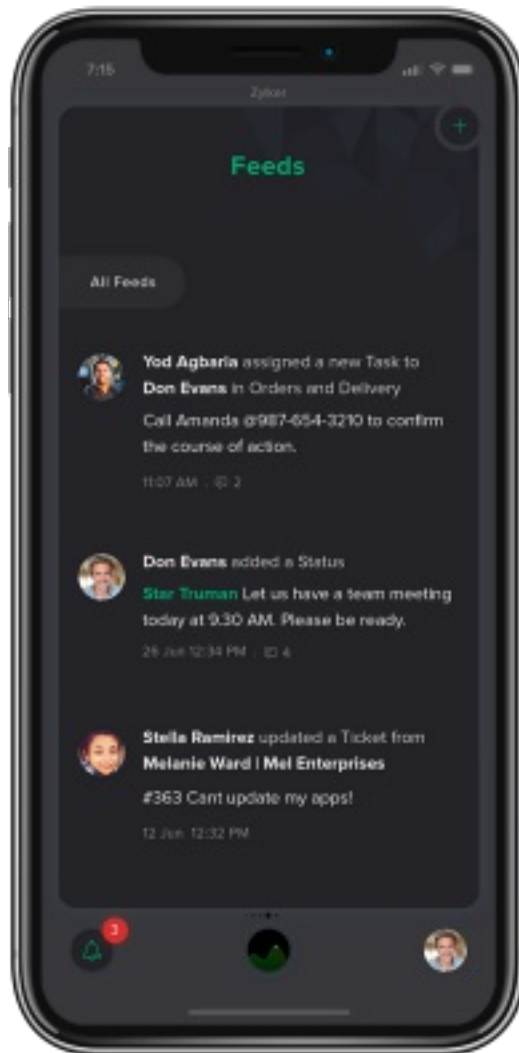 7:15
Zylker
Feeds
All Feeds
Yod Agbaria assigned a new Task to
Don Evans in Orders and Delivery
Call Amanda @987-654-3210 to confirm
the course of action.
11:07 AM . 2
Don Evans added a Status
Star Truman Let us have a team meeting
today at 9.30 AM. Please be ready.
26 Jun 12:34 PM . 4
Stella Ramirez updated a Ticket from
Melanie Ward | Mel Enterprises
#363 Cant update my apps!
12 Jun 12:32 PM
3